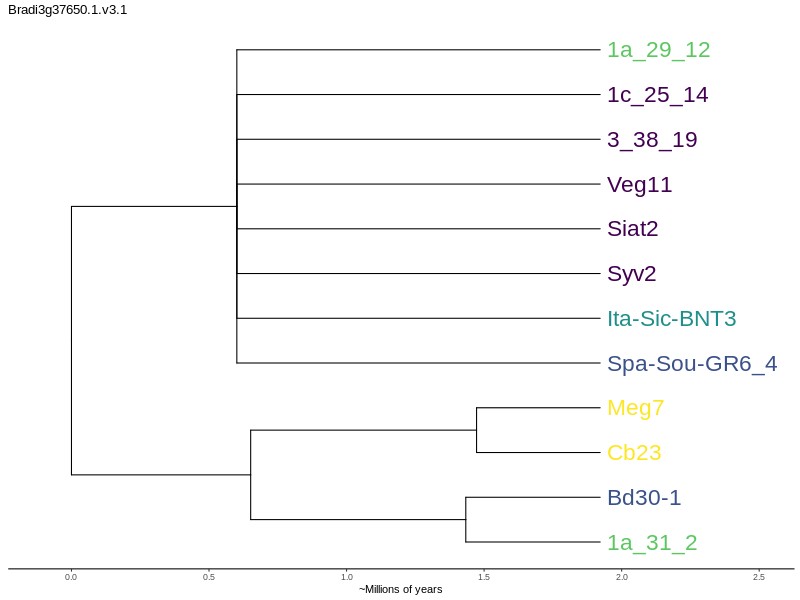 Bradi3g37650.1.v3.1
1a_29_12
1c_25_14
3_38_19
Veg11
Siat2
Syv2
Ita-Sic-BNT3
Spa-Sou-GR6_4
Meg7
Cb23
Bd30-1
1a_31_2
0.0 0.5 1.0 1.5 2.0 2.5
~Millions of years